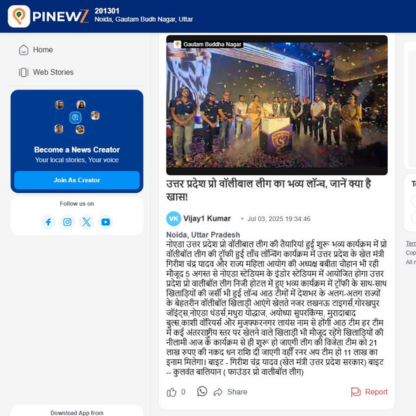 PINEWZ
201301
Noida, Gautam Budh Nagar, Uttar
Home
Web Stories
Become a News Creator
Your local stories, Your voice
Join As Creator
Follow us on
Download App from
Gautam Buddha Nagar
उत्तर प्रदेश प्रो वॉलीबाल लीग का भव्य लॉन्च, जानें क्या है
खास!
VK Vijay1 Kumar • Jul 03, 2025 19:34:46
Noida, Uttar Pradesh
नोएडा उत्तर प्रदेश प्रो वॉलीबाल लीग की तैयारियां हुई शुरू भव्य कार्यक्रम में प्रो
वॉलीबॉल लीग की ट्रॉफी हुई लाँच लॉन्चिंग कार्यक्रम में उत्तर प्रदेश के खेल मंत्री
गिरीश चंद्र यादव और राज्य महिला आयोग की अध्यक्ष बबीता चौहान भी रही
मौजूद 5 अगस्त से नोएडा स्टेडियम के इंडोर स्टेडियम में आयोजित होगा उत्तर
प्रदेश प्रो वालीबॉल लीग निजी होटल में हुए भव्य कार्यक्रम में ट्रॉफी के साथ-साथ
खिलाड़ियों की जर्सी भी हुई लॉन्च आठ टीमों में देशभर के अलग-अलग राज्यों
के बेहतरीन वॉलीबॉल खिलाड़ी आएंगे खेलते नजर लखनऊ टाइगर्स,गोरखपुर
जॉइंट्स,नोएडा थंडर्स,मथुरा योद्धाज, अयोध्या सुपरकिंग्स, मुरादाबाद
बुल्स,काशी वॉरियर्स और मुजफ्फरनगर लायंस नाम से होंगी आठ टीम हर टीम
में कई अंतरराष्ट्रीय स्तर पर खेलने वाले खिलाड़ी भी मौजूद रहेंगे खिलाड़ियों की
नीलामी आज के कार्यक्रम से ही शुरू हो जाएगी लीग की विजेता टीम को 21
लाख रुपए की नकद धन राशि दी जाएगी वहीँ रनर अप टीम हो 11 लाख का
इनाम मिलेगा। बाइट - गिरीश चंद्र यादव (खेल मंत्री उत्तर प्रदेश सरकार) बाइट
-- कुलवंत बालियान ( फाउंडर प्रो वालीबॉल लीग)
0 Share Report